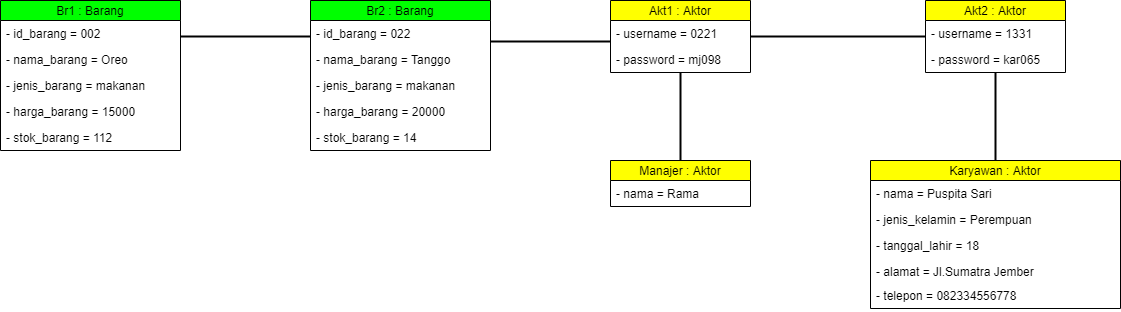 Br1 : Barang
- id_barang = 002
- nama_barang = Oreo
- jenis_barang = makanan
- harga_barang = 15000
- stok_barang = 112
Br2 : Barang
- id_barang = 022
- nama_barang = Tanggo
- jenis_barang = makanan
- harga_barang = 20000
- stok_barang = 14
Akt1 : Aktor
- username = 0221
- password = mj098
Akt2 : Aktor
- username = 1331
- password = kar065
Manajer : Aktor
- nama = Rama
Karyawan : Aktor
- nama = Puspita Sari
- jenis_kelamin = Perempuan
- tanggal_lahir = 18
- alamat = Jl.Sumatra Jember
- telepon = 082334556778